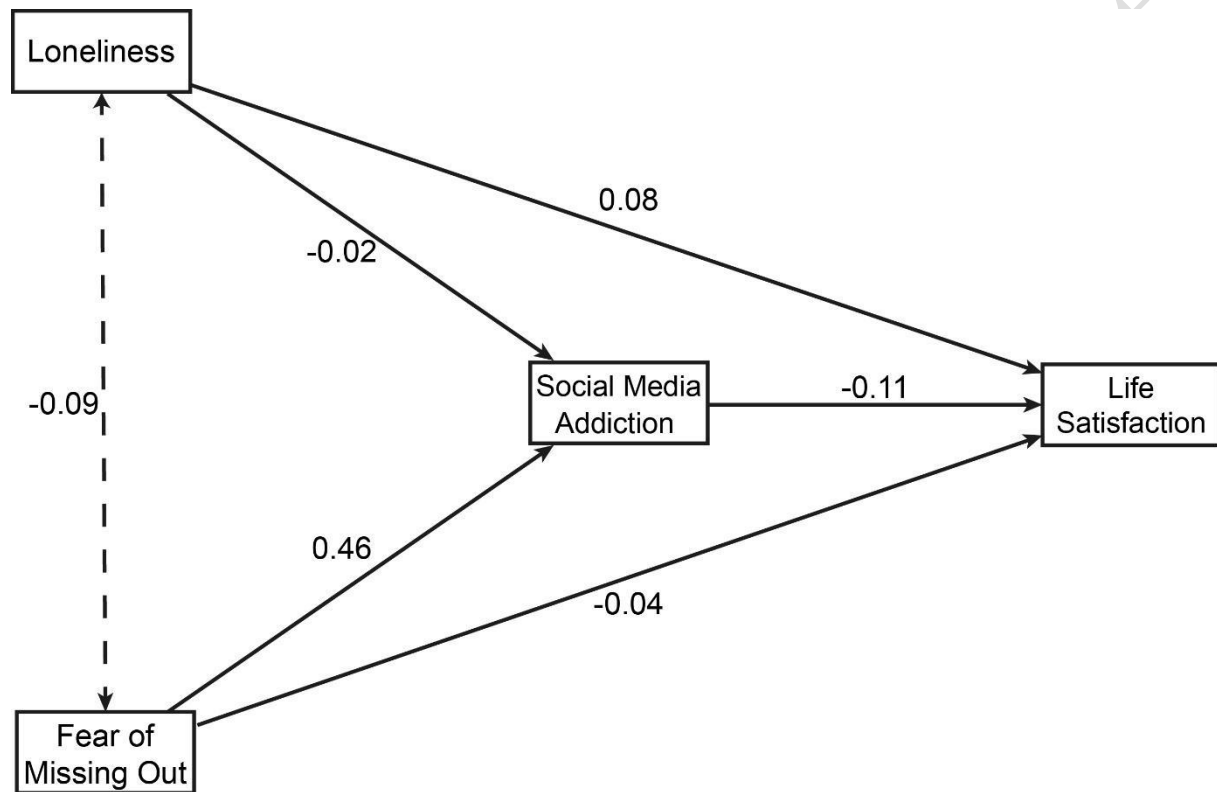 Loneliness
0.08
-0.02
Social Media
Addiction
-0.11
Life
Satisfaction
-0.09
0.46
-0.04
Fear of
Missing Out